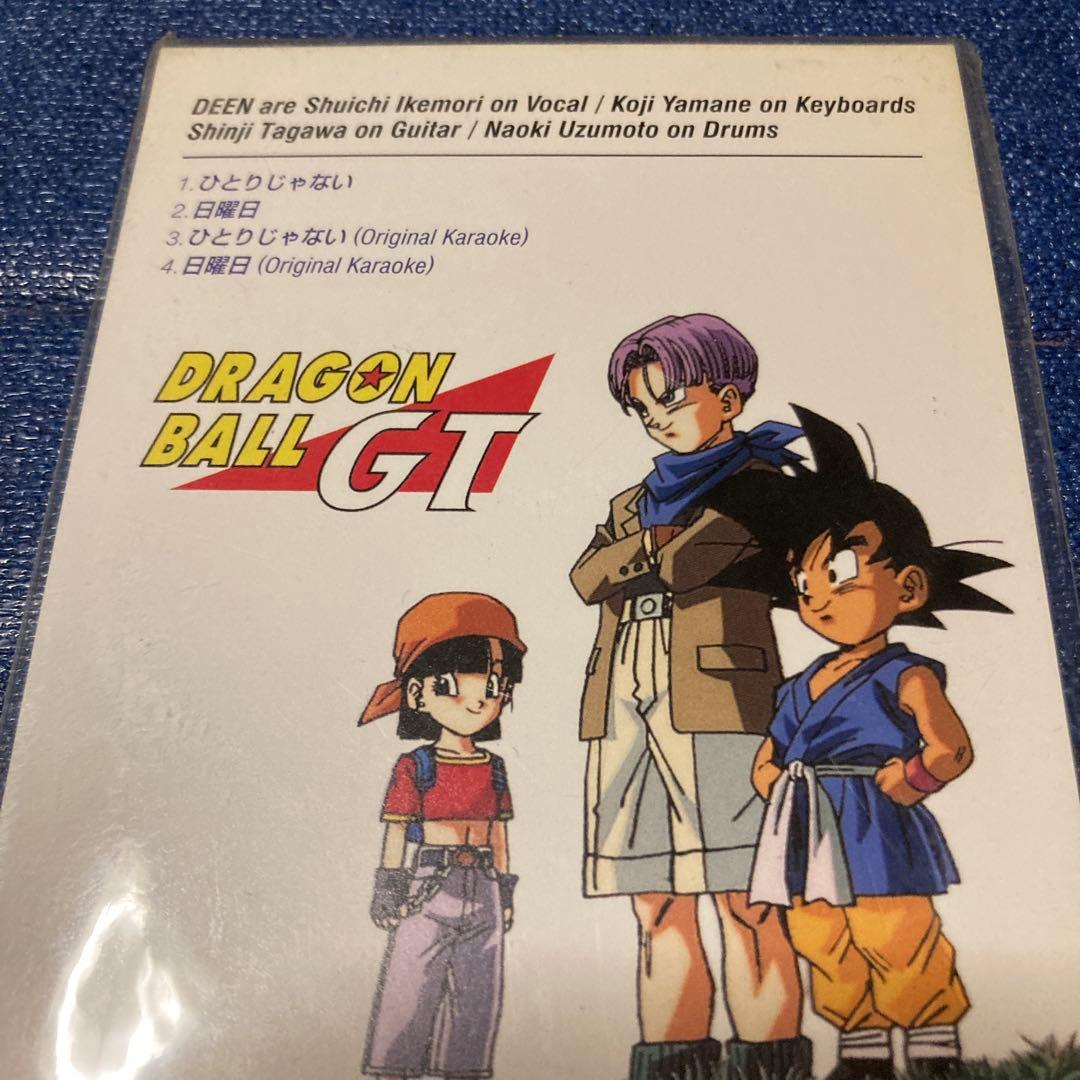 DEEN are Shuichi Ikemori on Vocal / Koji Yamane on Keyboards
Shinji Tagawa on Guitar / Naoki Uzumoto on Drums
1.ひとりじゃない
2.日曜日
3.ひとりじゃない (Original Karaoke)
4.日曜日 (Original Karaoke)
DRAGON
BALL GT